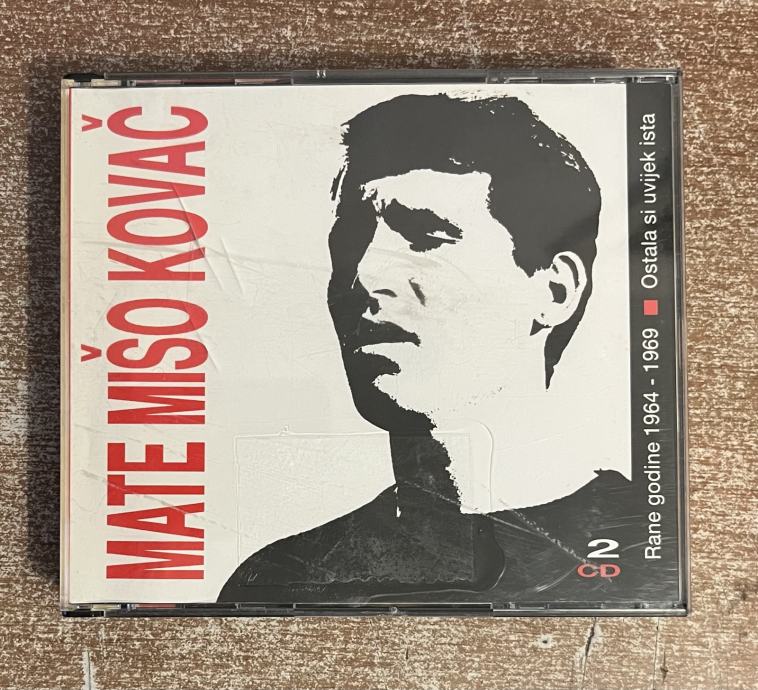 MATE MIŠO KOVAČ
Rane godine 1964 - 1969 ■ Ostala si uvijek ista
2
CD